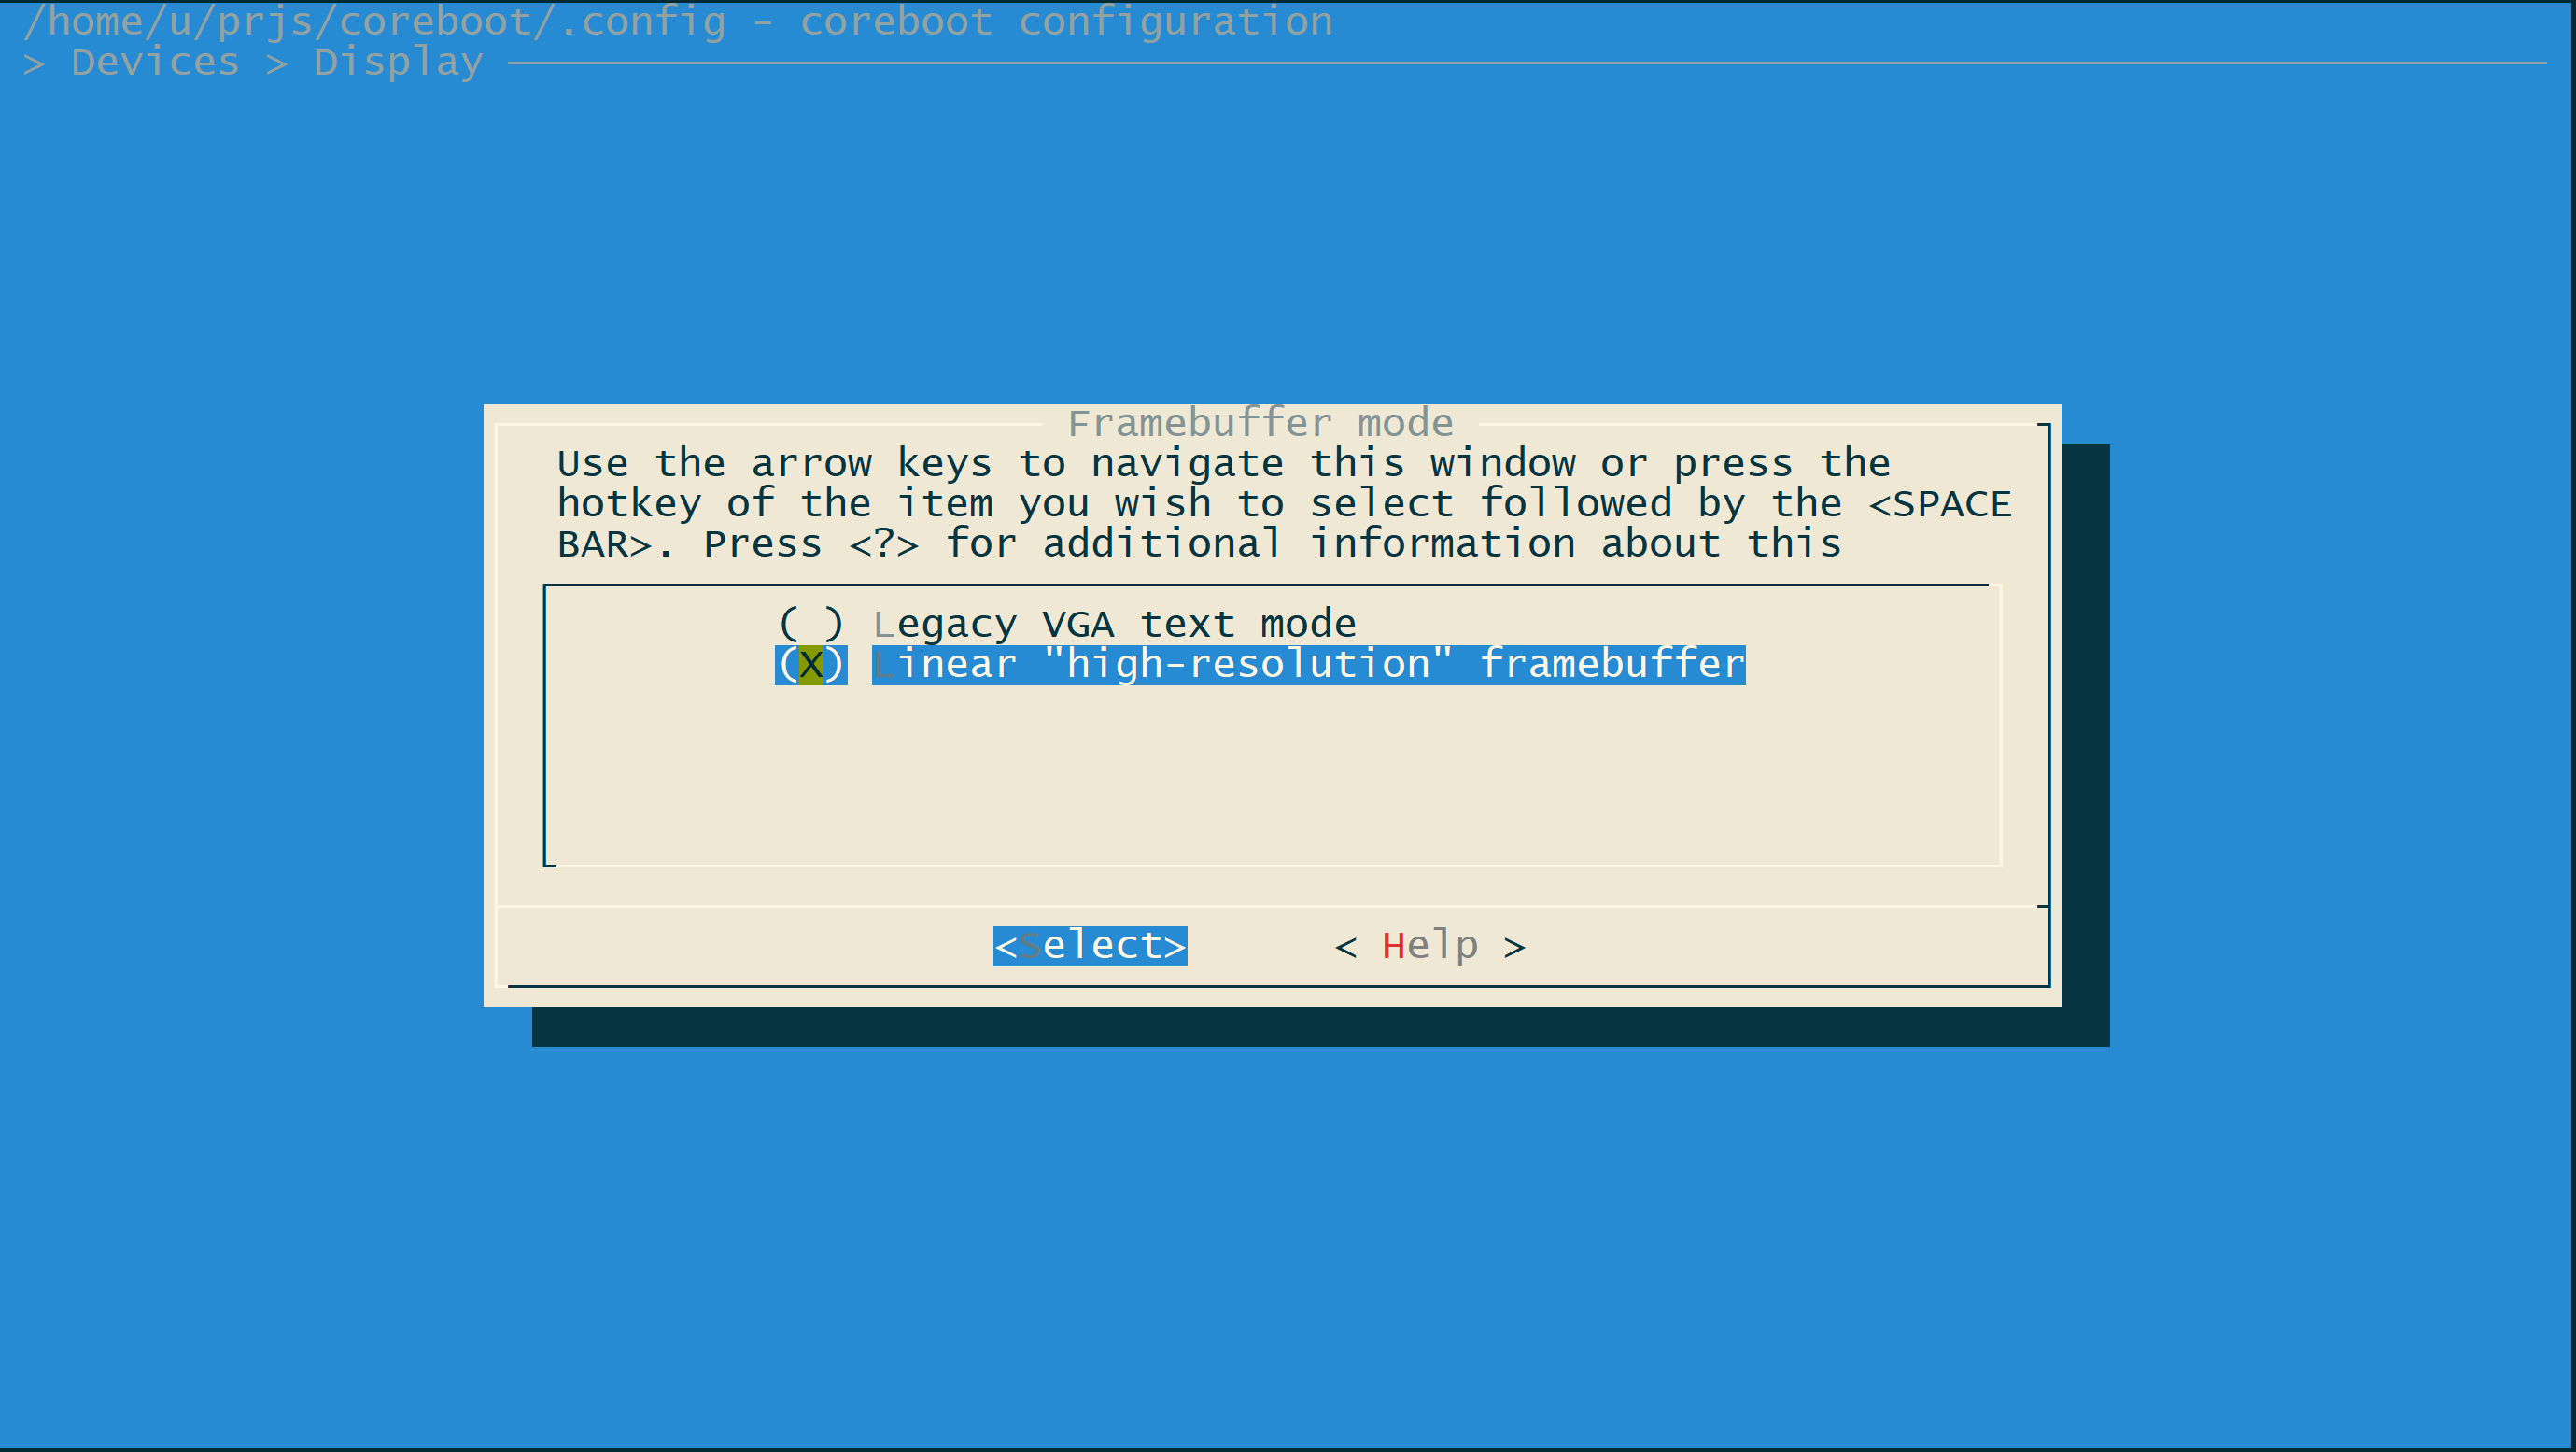 /home/u/prjs/coreboot/.config - coreboot configuration
> Devices > Display
Framebuffer mode
Use the arrow keys to navigate this window or press the
hotkey of the item you wish to select followed by the <SPACE
BAR>. Press <?> for additional information about this
( ) Legacy VGA text mode
(X) Linear "high-resolution" framebuffer
<Select> < Help >